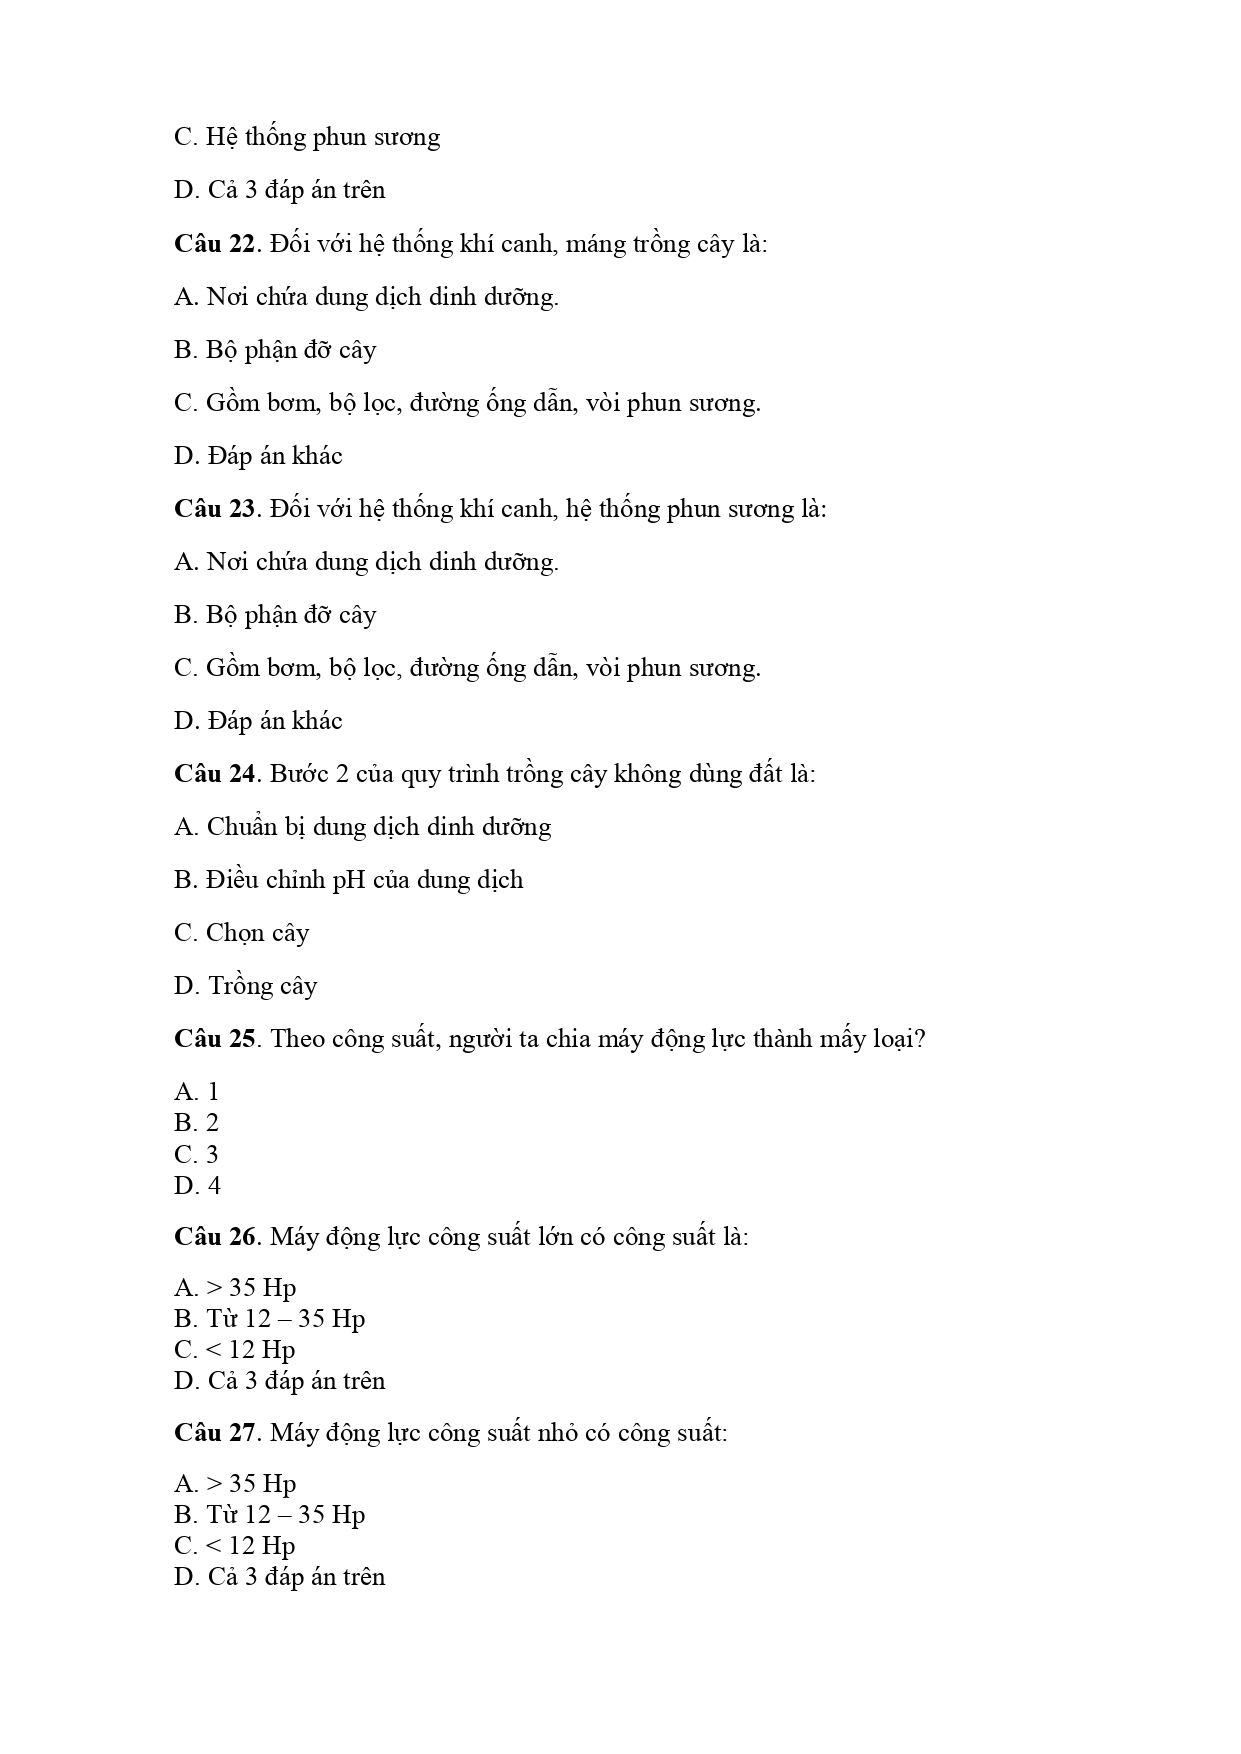 C. Hệ thống phun sương
D. Cả 3 đáp án trên
Câu 22. Đối với hệ thống khí canh, máng trồng cây là:
A. Nơi chứa dung dịch dinh dưỡng.
B. Bộ phận đỡ cây
C. Gồm bơm, bộ lọc, đường ống dẫn, vòi phun sương.
D. Đáp án khác
Câu 23. Đối với hệ thống khí canh, hệ thống phun sương là:
A. Nơi chứa dung dịch dinh dưỡng.
B. Bộ phận đỡ cây
C. Gồm bơm, bộ lọc, đường ống dẫn, vòi phun sương.
D. Đáp án khác
Câu 24. Bước 2 của quy trình trồng cây không dùng đất là:
A. Chuẩn bị dung dịch dinh dưỡng
B. Điều chỉnh pH của dung dịch
C. Chọn cây
D. Trồng cây
Câu 25. Theo công suất, người ta chia máy động lực thành mấy loại?
A. 1
B. 2
C. 3
D. 4
Câu 26. Máy động lực công suất lớn có công suất là:
A. > 35 Hp
B. Từ 12 – 35 Hp
C. < 12 Hp
D. Cả 3 đáp án trên
Câu 27. Máy động lực công suất nhỏ có công suất:
A. > 35 Hp
B. Từ 12 – 35 Hp
C. < 12 Hp
D. Cả 3 đáp án trên